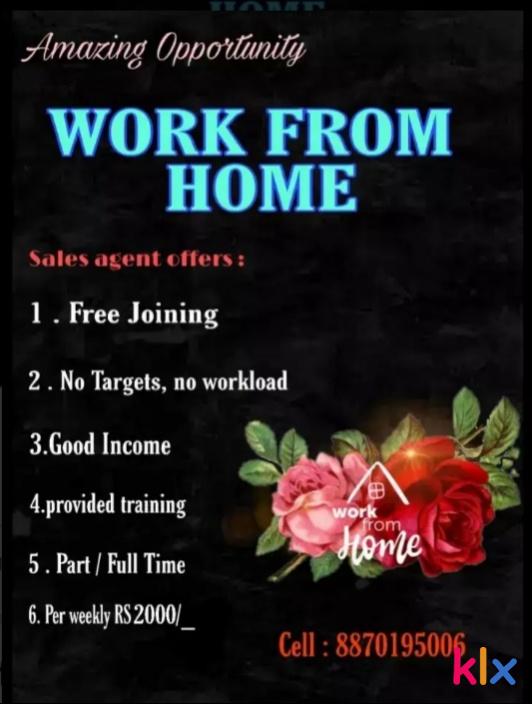 HOME
Amazing Opportunity
WORK FROM
HOME
Sales agent offers :
1 . Free Joining
2 . No Targets, no workload
3.Good Income
4.provided training
5 . Part / Full Time
6. Per weekly RS 2000/_
work
from
Home
Cell : 8870195006
klx